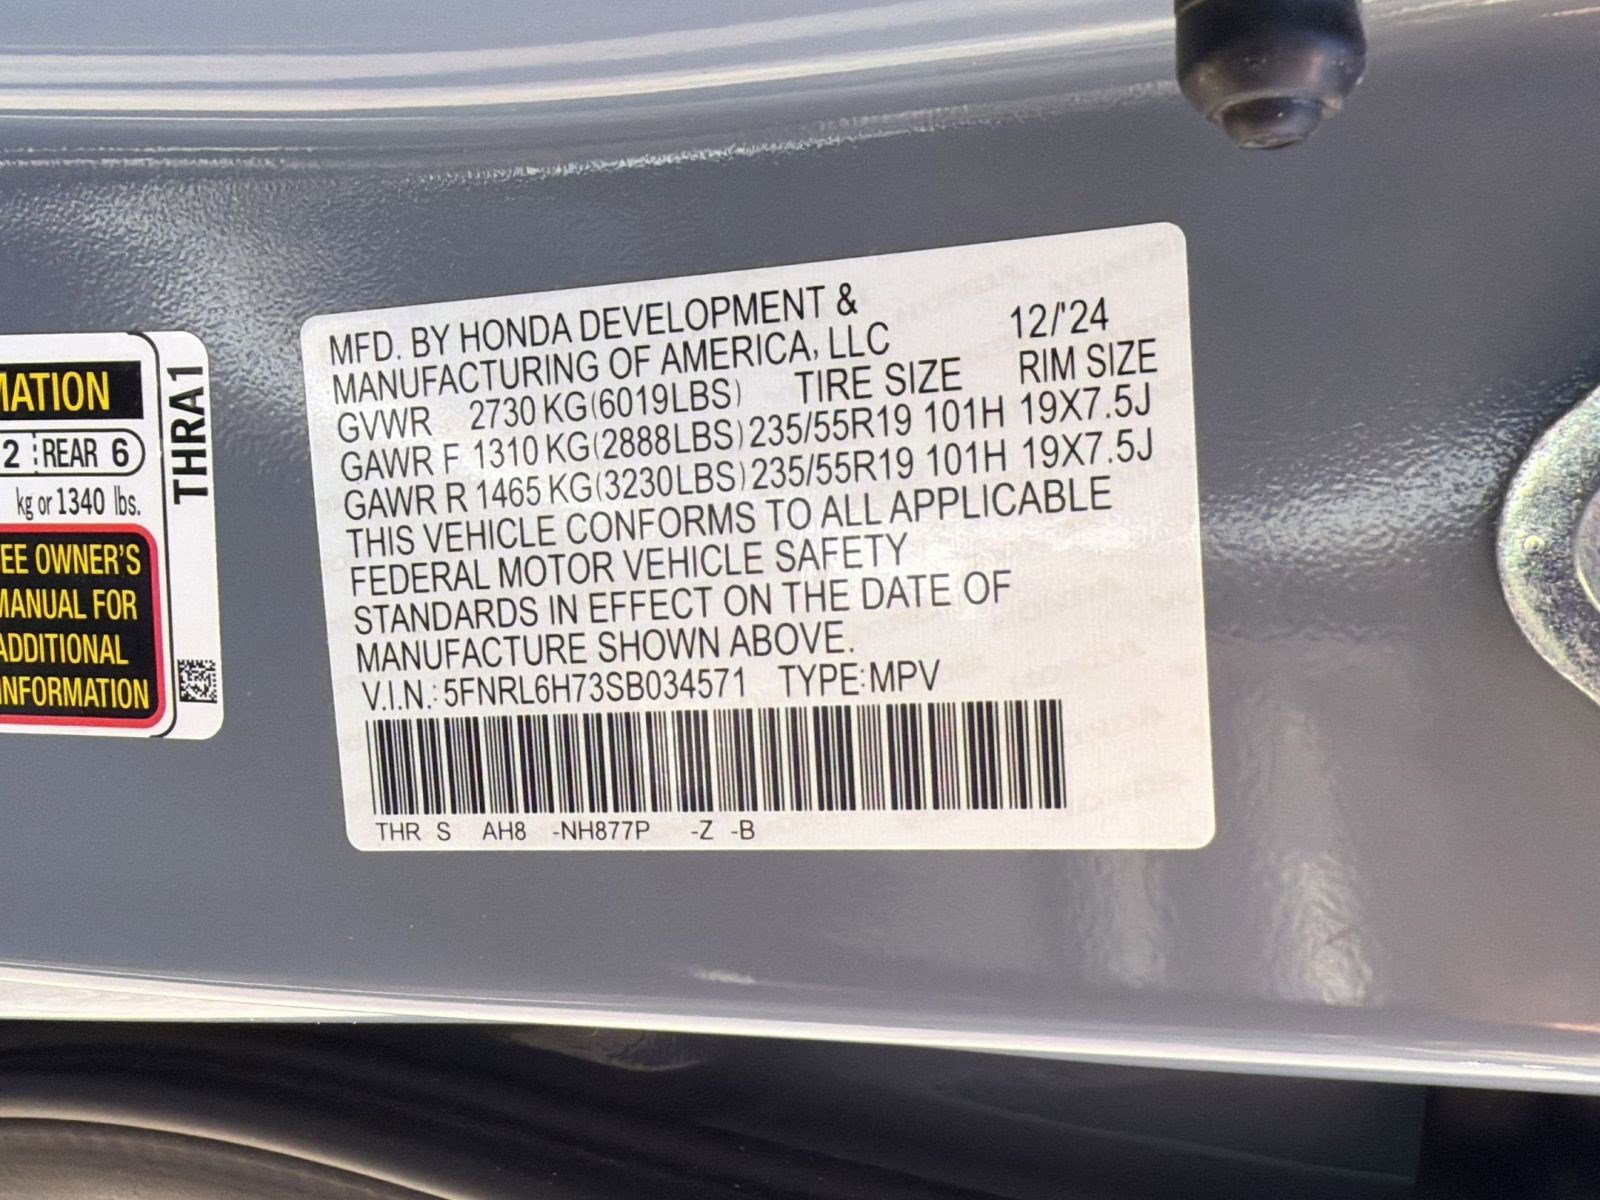 MATION
2 REAR 6
kg or 1340 lbs.
EE OWNER'S
MANUAL FOR
ADDITIONAL
INFORMATION
THRA1
MFD. BY HONDA DEVELOPMENT &
MANUFACTURING OF AMERICA, LLC 12/'24
GVWR 2730 KG(6019LBS) TIRE SIZE RIM SIZE
GAWR F 1310 KG(2888LBS) 235/55R19 101H 19X7.5J
GAWR R 1465 KG(3230LBS) 235/55R19 101H 19X7.5J
THIS VEHICLE CONFORMS TO ALL APPLICABLE
FEDERAL MOTOR VEHICLE SAFETY
STANDARDS IN EFFECT ON THE DATE OF
MANUFACTURE SHOWN ABOVE.
V.I.N.: 5FNRL6H73SB034571 TYPE:MPV
THR S AH8 -NH877P -Z -B